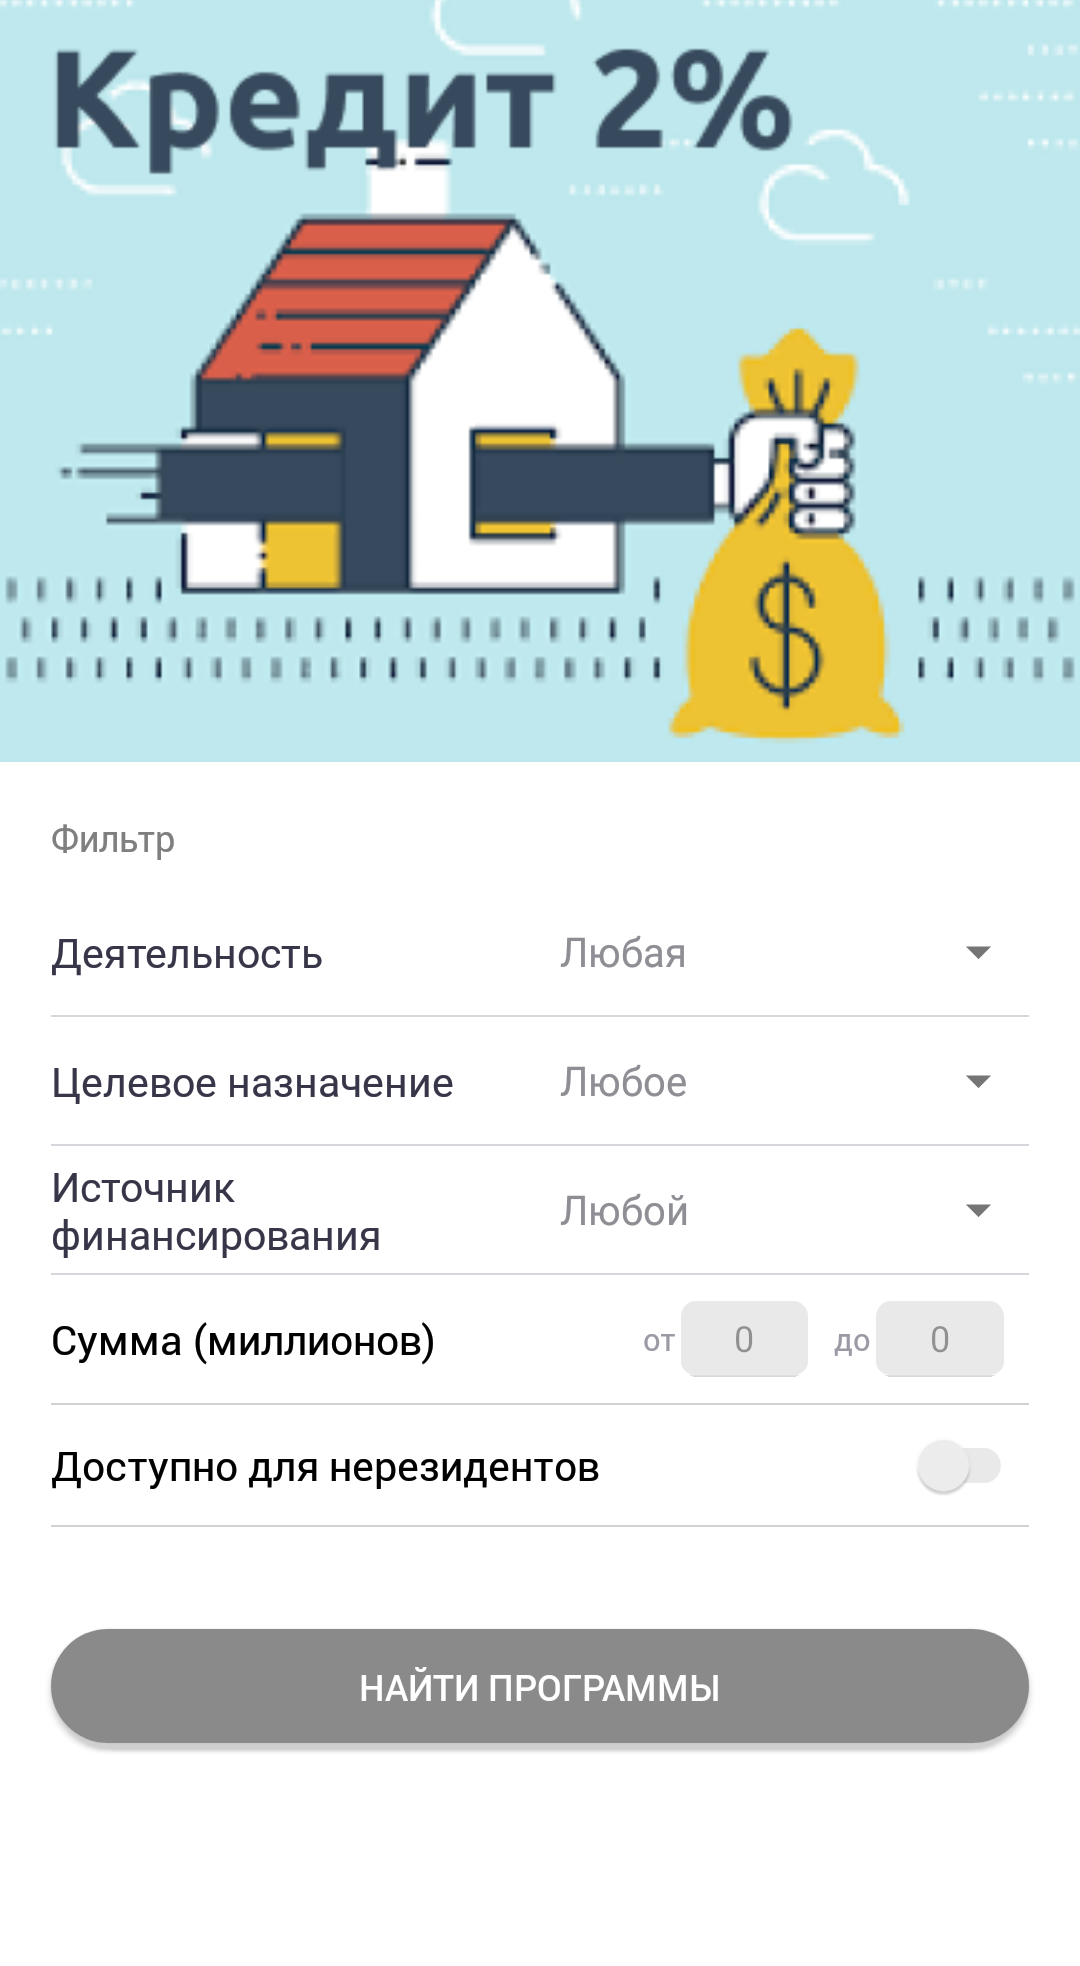 Кредит 2%
$
Фильтр
Деятельность Любая
Целевое назначение Любое
Источник
финансирования Любой
Сумма (миллионов) от 0 до 0
Доступно для нерезидентов
НАЙТИ ПРОГРАММЫ